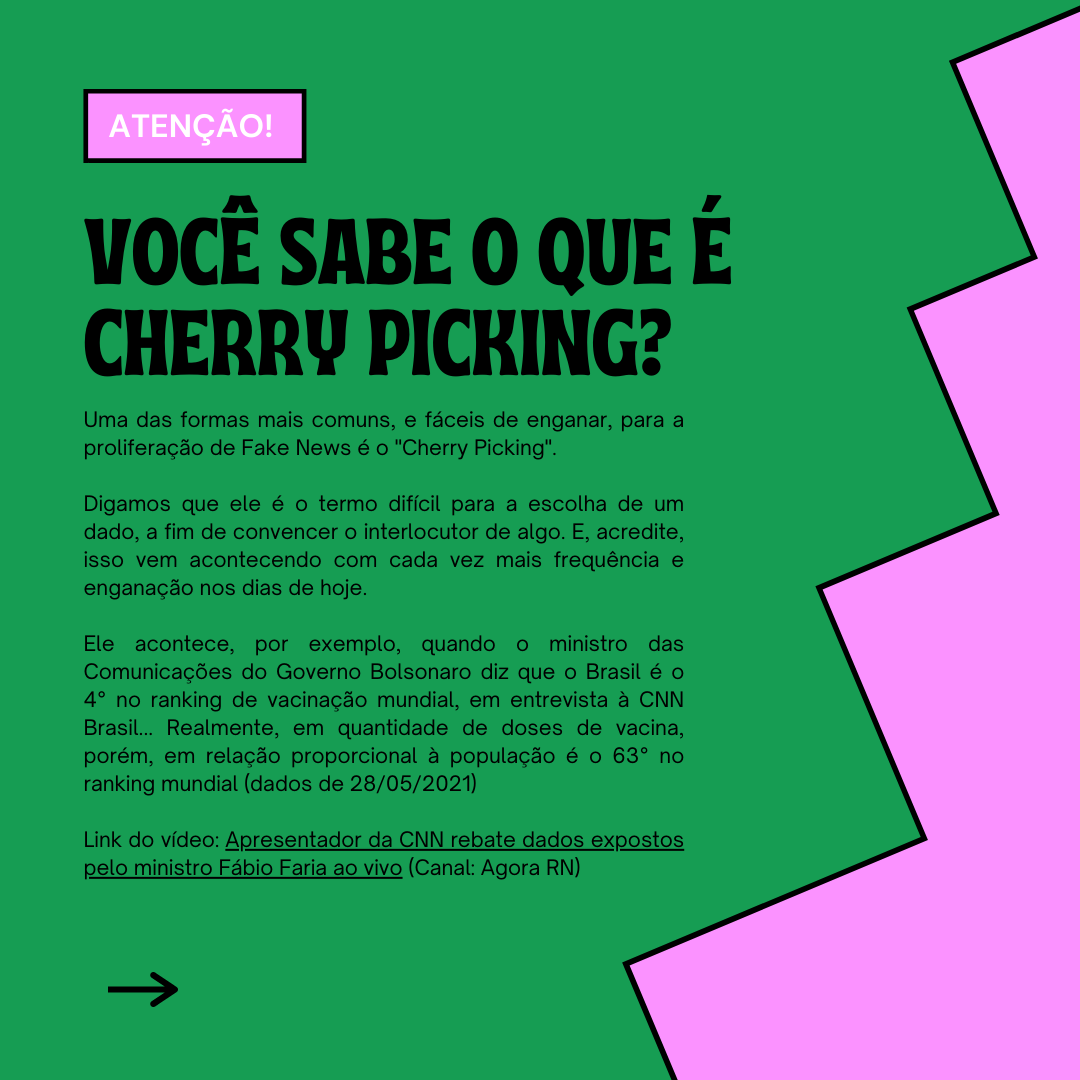 ATENÇÃO!
VOCÊ SABE O QUE É
CHERRY PICKING?
Uma das formas mais comuns, e fáceis de enganar, para a
proliferação de Fake News é o "Cherry Picking".
Digamos que ele é o termo difícil para a escolha de um
dado, a fim de convencer o interlocutor de algo. E, acredite,
isso vem acontecendo com cada vez mais frequência e
enganação nos dias de hoje.
Ele acontece, por exemplo, quando o ministro das
Comunicações do Governo Bolsonaro diz que o Brasil é o
4° no ranking de vacinação mundial, em entrevista à CNN
Brasil... Realmente, em quantidade de doses de vacina,
porém, em relação proporcional à população é o 63° no
ranking mundial (dados de 28/05/2021)
Link do vídeo: Apresentador da CNN rebate dados expostos
pelo ministro Fábio Faria ao vivo (Canal: Agora RN)